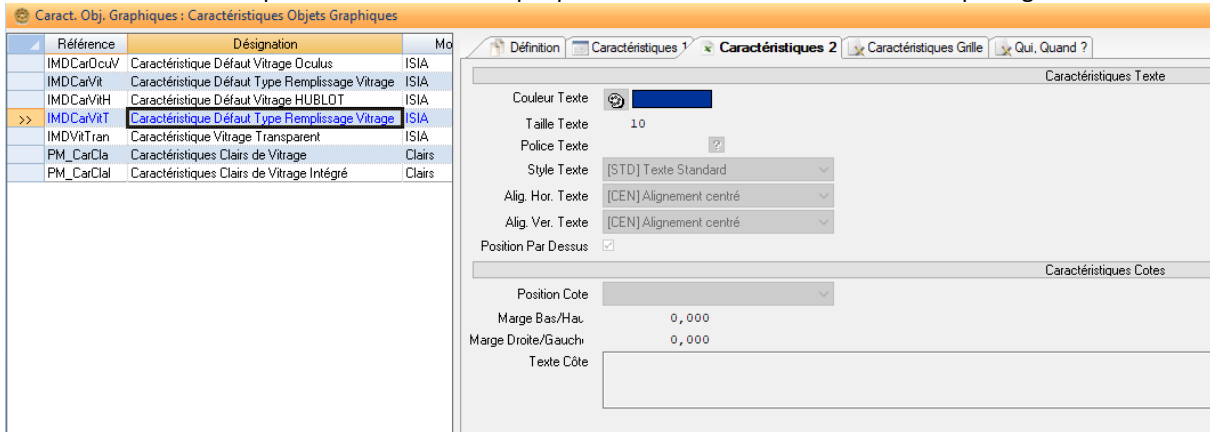 Caract. Obj. Graphiques : Caractéristiques Objets Graphiques
Référence Désignation Mo
IMDCarOcuV Caractéristique Défaut Vitrage Oculus ISIA
IMDCarVit Caractéristique Défaut Type Remplissage Vitrage ISIA
IMDCarVitH Caractéristique Défaut Vitrage HUBLOT ISIA
>> IMDCarVitT Caractéristique Défaut Type Remplissage Vitrage ISIA
IMDVitTran Caractéristique Vitrage Transparent ISIA
PM_CarCla Caractéristiques Clairs de Vitrage Clairs
PM_CarClaI Caractéristiques Clairs de Vitrage Intégré Clairs
Définition Caractéristiques 1 Caractéristiques 2 Caractéristiques Grille Qui, Quand ?
Caractéristiques Texte
Couleur Texte
Taille Texte 10
Police Texte ?
Style Texte [STD] Texte Standard
Alig. Hor. Texte [CEN] Alignement centré
Alig. Ver. Texte [CEN] Alignement centré
Position Par Dessus
Caractéristiques Cotes
Position Cote
Marge Bas/Hau 0,000
Marge Droite/Gauch 0,000
Texte Côte